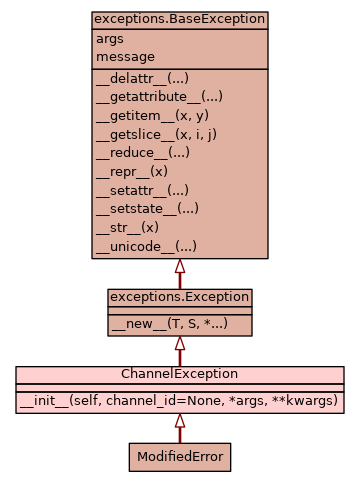 exceptions.BaseException
args
message
__delattr__(...)
__getattribute__(...)
__getitem__(x, y)
__getslice__(x, i, j)
__reduce__(...)
__repr__(x)
__setattr__(...)
__setstate__(...)
__str__(x)
__unicode__(...)
exceptions.Exception
__new__(T, S, *...)
ChannelException
__init__(self, channel_id=None, *args, **kwargs)
ModifiedError